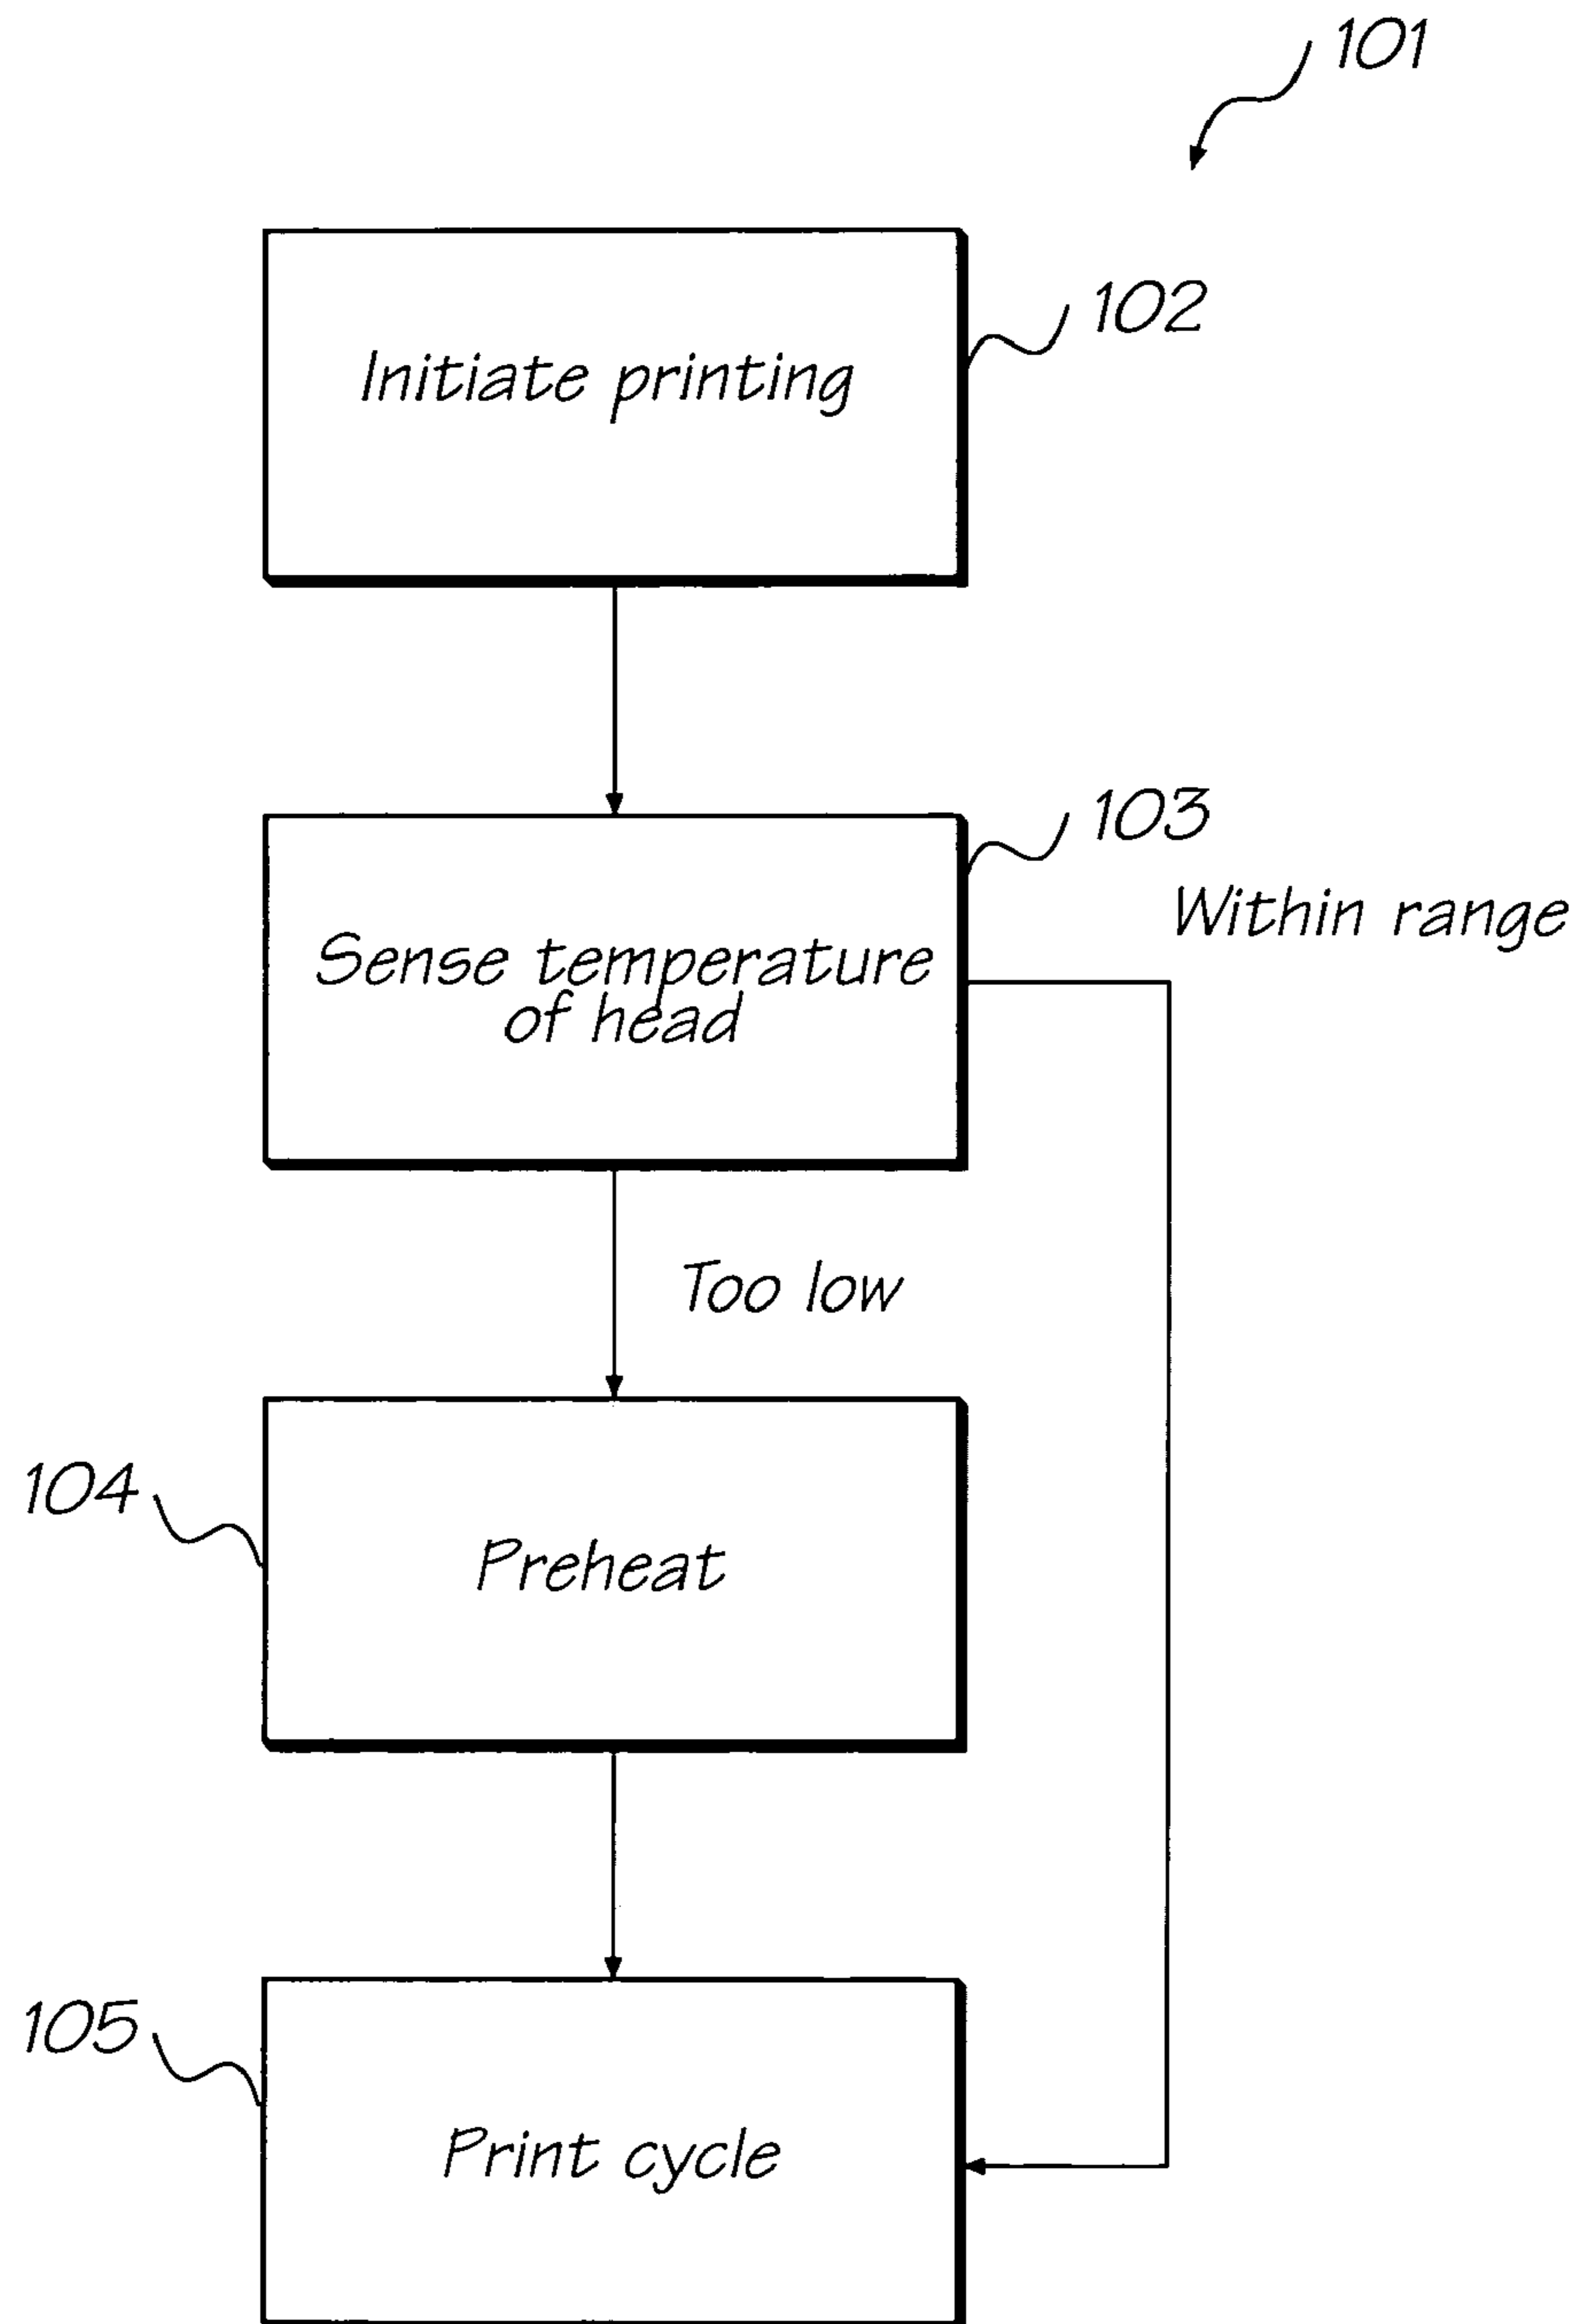 101
Initiate printing
102
Sense temperature
of head
103
Within range
Too low
104
Preheat
105
Print cycle